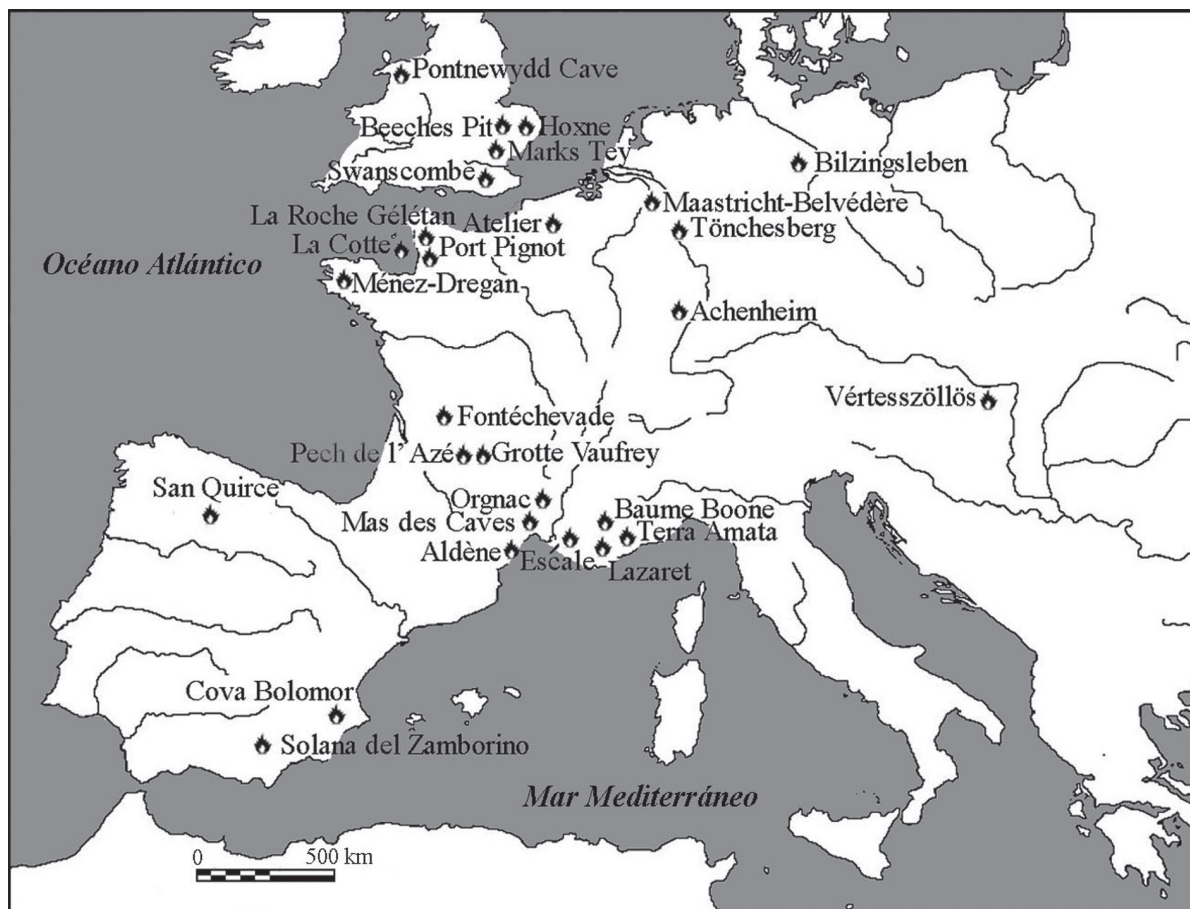 Pontnewydd Cave
Beeches Pit
Hoxne
Marks Tey
Swanscombe
Bilzingsleben
Maastricht-Belvédère
La Roche Gélétan
Atelier
Tönchesberg
La Cotte
Port Pignot
Océano Atlántico
Ménez-Dregan
Achenheim
Vértesszöllös
Fontéchevade
Pech de l'Azé
Grotte Vaufrey
San Quirce
Orgnac
Baume Boone
Mas des Caves
Terra Amata
Aldène
Escale
Lazaret
Cova Bolomor
Solana del Zamborino
Mar Mediterráneo
0 500 km